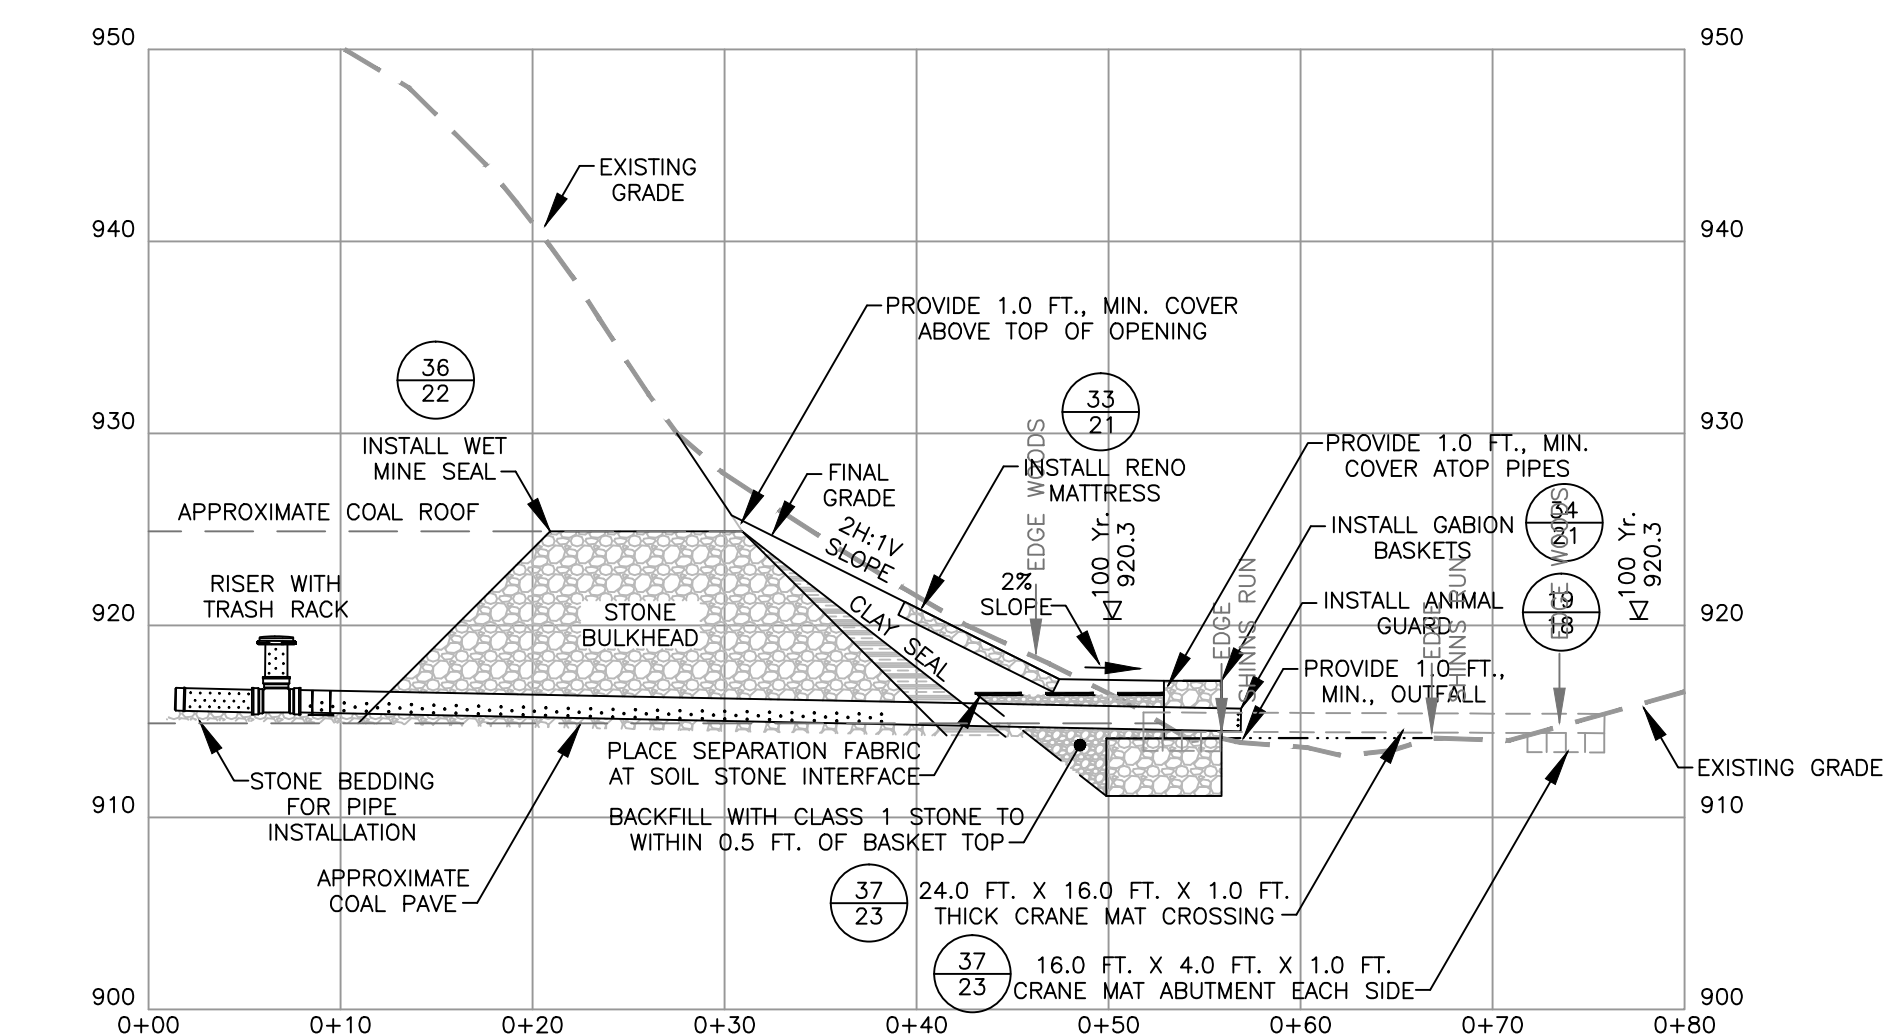 950
950
EXISTING
GRADE
940
940
PROVIDE 1.0 FT., MIN. COVER
ABOVE TOP OF OPENING
36
22
33
21
930
930
INSTALL WET
MINE SEAL
FINAL
GRADE
INSTALL RENO
MATTRESS
EDGE WOODS
PROVIDE 1.0 FT., MIN.
COVER ATOP PIPES
APPROXIMATE COAL ROOF
2H:1V
SLOPE
100 Yr.
920.3
INSTALL GABION
BASKETS
34
21
EDGE WOODS
100 Yr.
920.3
RISER WITH
TRASH RACK
STONE
BULKHEAD
CLAY SEAL
2%
SLOPE
920
920
EDGE
SHINNS RUN
INSTALL ANIMAL
GUARD
EDGE
SHINNS RUN
19
18
PROVIDE 1.0 FT.,
MIN., OUTFALL
PLACE SEPARATION FABRIC
AT SOIL STONE INTERFACE
STONE BEDDING
FOR PIPE
INSTALLATION
EXISTING GRADE
910
910
BACKFILL WITH CLASS 1 STONE TO
WITHIN 0.5 FT. OF BASKET TOP
APPROXIMATE
COAL PAVE
37
23
24.0 FT. X 16.0 FT. X 1.0 FT.
THICK CRANE MAT CROSSING
37
23
16.0 FT. X 4.0 FT. X 1.0 FT.
CRANE MAT ABUTMENT EACH SIDE
900
900
0+00 0+10 0+20 0+30 0+40 0+50 0+60 0+70 0+80